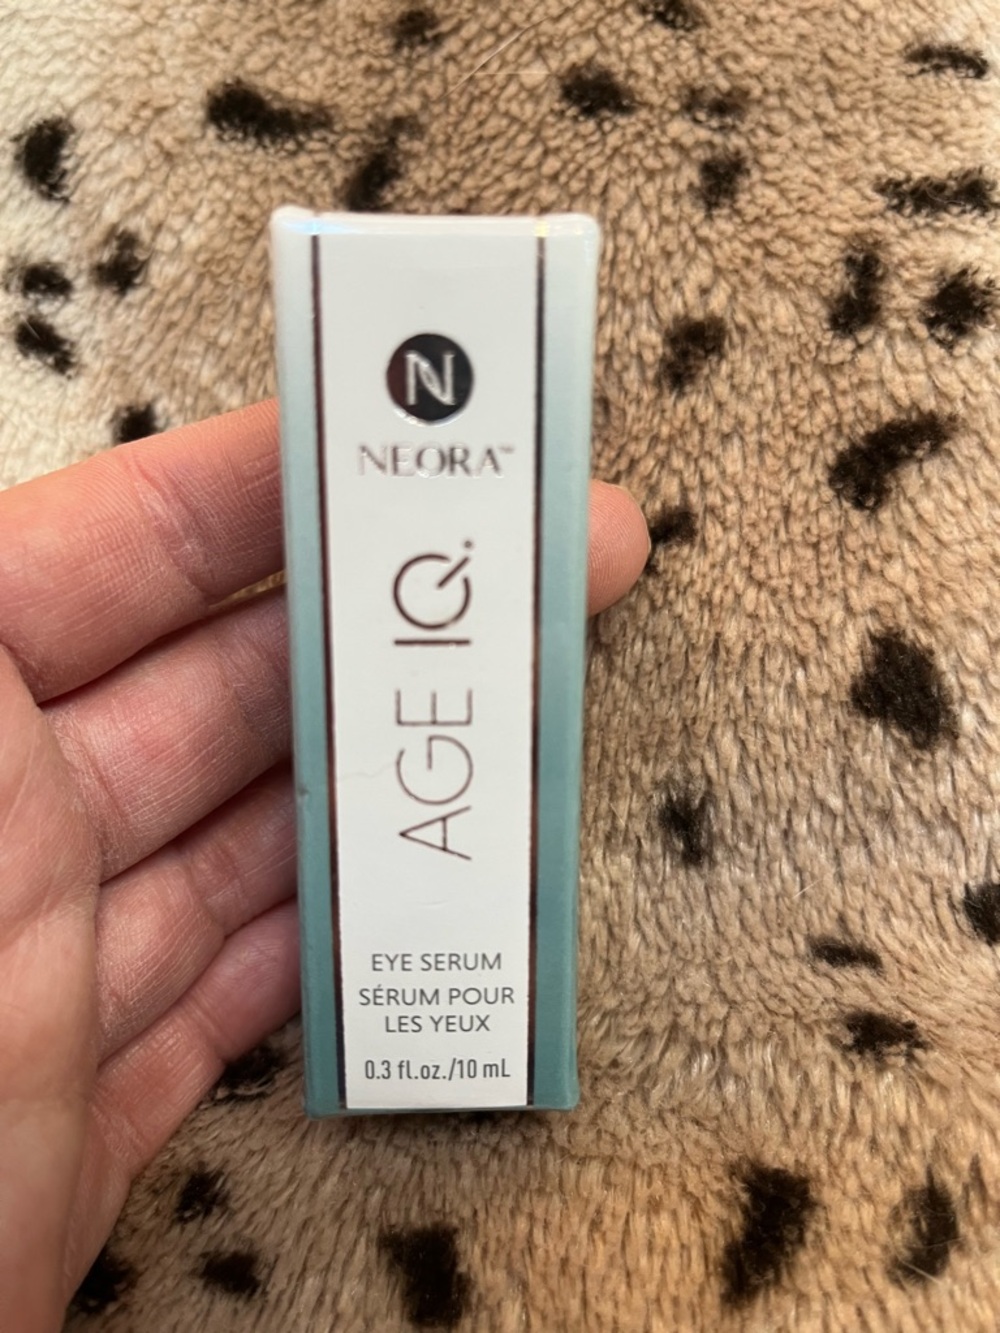 N
NEORA™
AGE IQ.
EYE SERUM
SÉRUM POUR
LES YEUX
0.3 fl.oz./10 mL